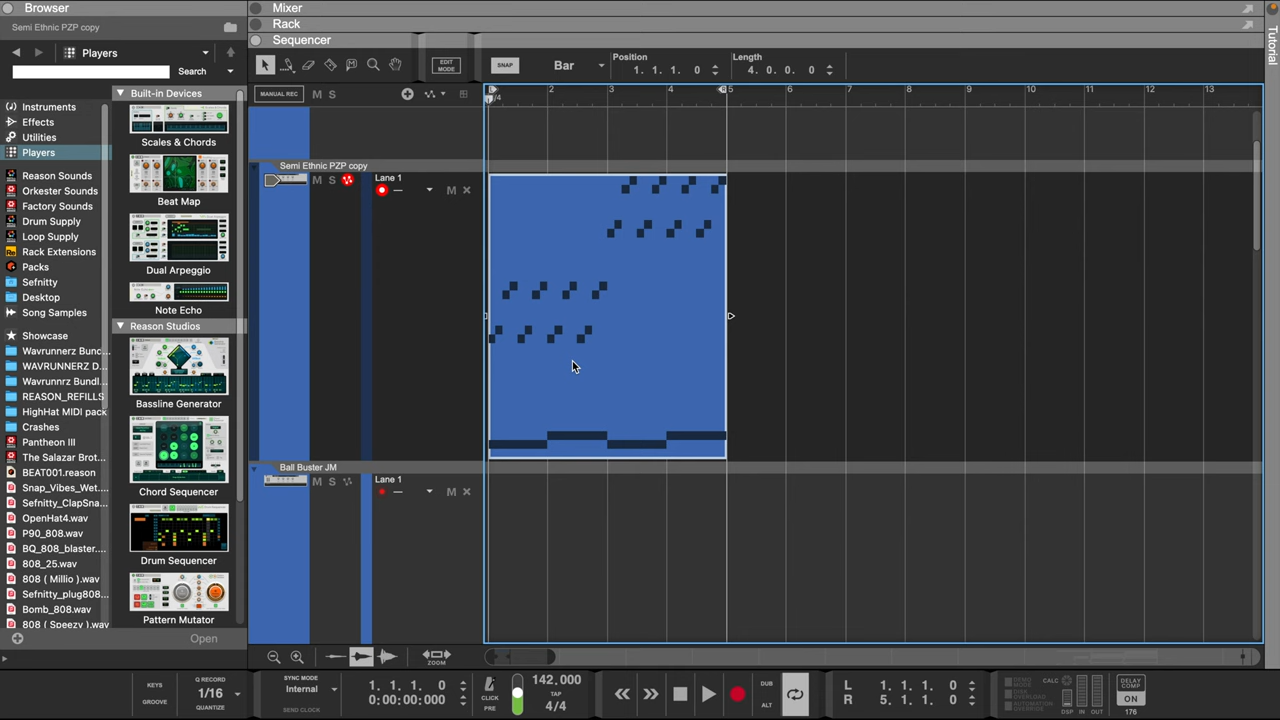 Browser
Mixer
Semi Ethnic PZP copy
Rack
Sequencer
Tutorial
Players
Search
EDIT MODE
SNAP
Bar
Position
1. 1. 1. 0
Length
4. 0. 0. 0
Instruments
Effects
Utilities
Players
Reason Sounds
Orkester Sounds
Factory Sounds
Drum Supply
Loop Supply
Rack Extensions
Packs
Sefnitty
Desktop
Song Samples
Showcase
Wavrunnerz Bund...
WAVRUNNERZ D...
Wavrunnrz Bundl...
REASON_REFILLS
HighHat MIDI pack
Crashes
Pantheon III
The Salazar Brot...
BEAT001.reason
Snap_Vibes_Wet....
Sefnitty_ClapSna...
OpenHat4.wav
P90_808.wav
BQ_808_blaster....
808_25.wav
808 ( Millio ).wav
Sefnitty_plug808...
Bomb_808.wav
808 ( Speezy ).wav
Built-in Devices
Scales & Chords
Beat Map
Dual Arpeggio
Note Echo
Reason Studios
Bassline Generator
Chord Sequencer
Drum Sequencer
Pattern Mutator
Open
MANUAL REC
M S
/4 2 3 4 5 6 7 8 9 10 11 12 13
Semi Ethnic PZP copy
M S
Lane 1
M
Ball Buster JM
M S
Lane 1
M
ZOOM
KEYS
GROOVE
Q RECORD
1/16
QUANTIZE
SYNC MODE
Internal
SEND CLOCK
1. 1. 1. 0
0:00:00:000
CLICK
PRE
142,000
TAP
4/4
DUB
ALT
L 1. 1. 1. 0
R 5. 1. 1. 0
DEMO MODE
DISK OVERLOAD
AUTOMATION OVERRIDE
CALC
DSP IN OUT
DELAY COMP
ON
176